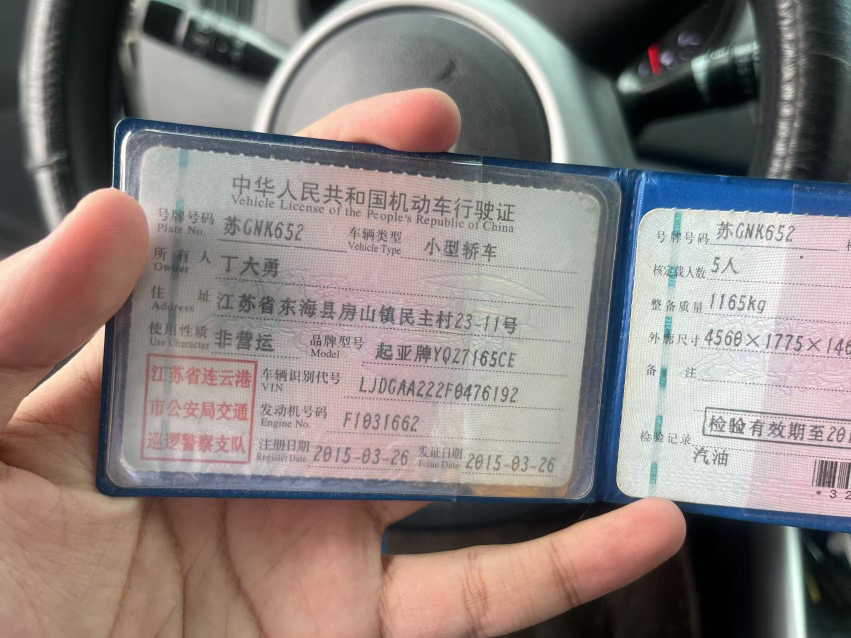 中华人民共和国机动车行驶证
Vehicle License of the People's Republic of China
号牌号码 苏GNK652 车辆类型 小型轿车
Plate No. Vehicle Type
所有人 丁大勇
Owner
住址 江苏省东海县房山镇民主村23-11号
Address
使用性质 非营运 品牌型号 起亚牌YQZ7165CE
Use Character Model
江苏省连云港
市公安局交通
巡逻警察支队
车辆识别代号 LJDGAA222F0476192
VIN
发动机号码 F1031662
Engine No.
注册日期 2015-03-26 发证日期 2015-03-26
Register Date Issue Date
号牌号码 苏GNK652
核定载人数 5人
整备质量 1165kg
外廓尺寸 4560×1775×146
备注
检验有效期至201
检验记录
汽油
*32